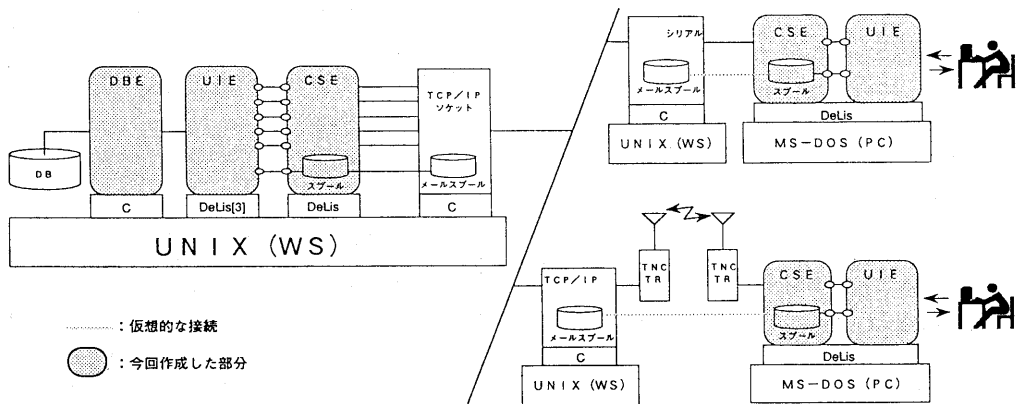 DBE
UIE
CSE
TCP/IP
ソケット
DB
スプール
メールスプール
C
DeLis[3]
DeLis
C
UNIX (WS)
‥‥‥：仮想的な接続
：今回作成した部分
シリアル
メールスプール
C
UNIX (WS)
CSE
UIE
スプール
DeLis
MS-DOS (PC)
TNC
TR
TNC
TR
TCP/IP
メールスプール
C
UNIX (WS)
CSE
UIE
スプール
DeLis
MS-DOS (PC)